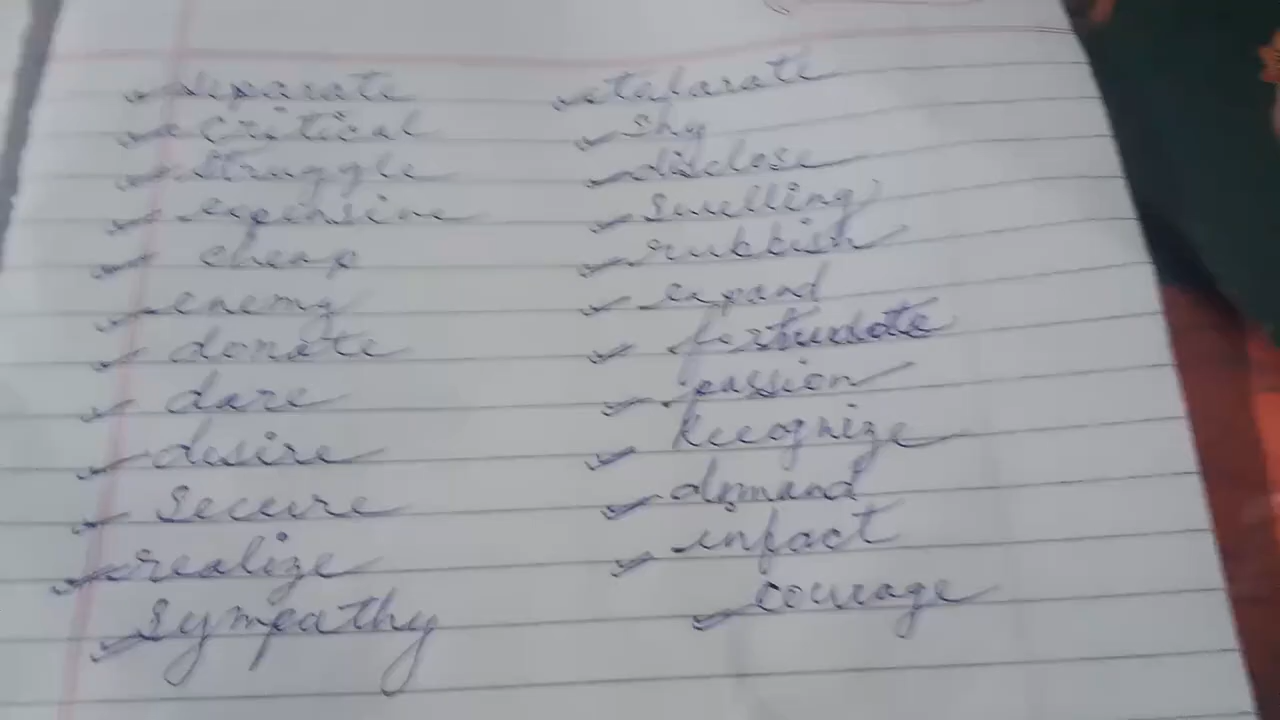 separate
critical
struggle
expensive
cheap
enemy
donate
dare
desire
secure
realize
sympathy
shy
disclose
swelling
rubbish
expand
passion
Recognize
demand
infact
courage